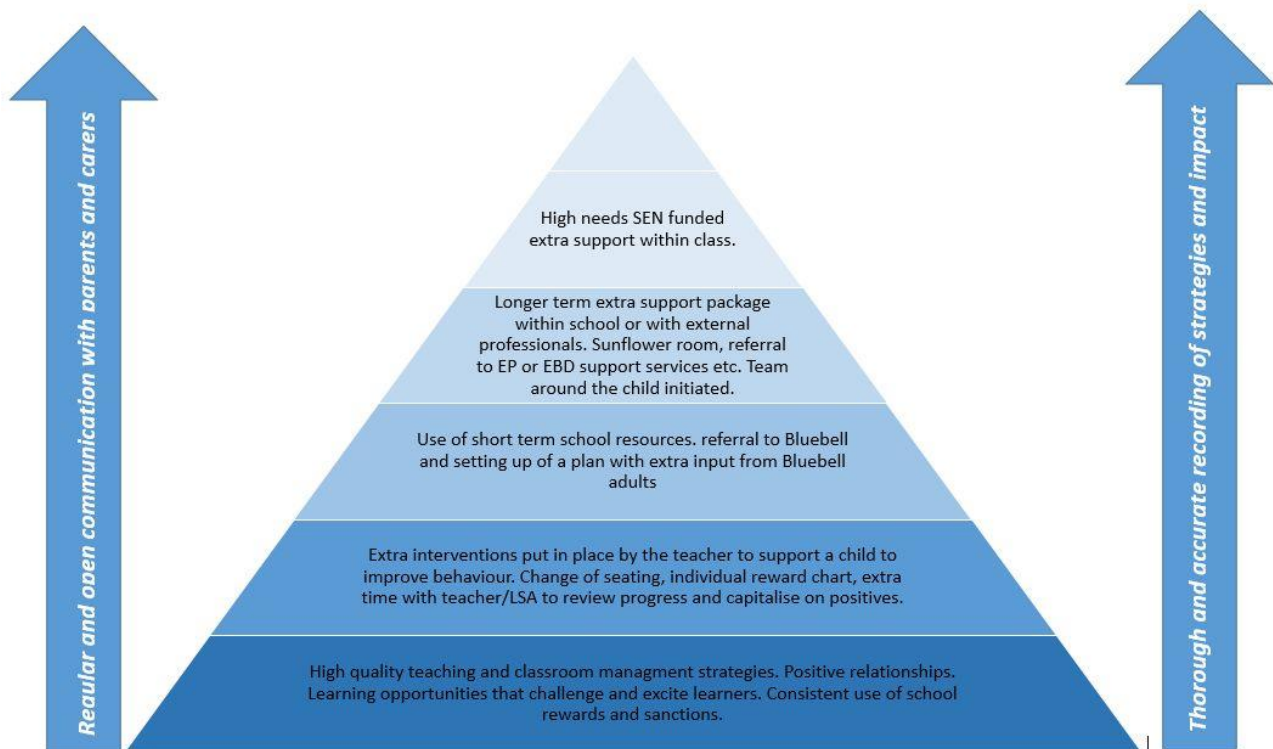 Regular and open communication with parents and carers
High needs SEN funded
extra support within class.
Longer term extra support package
within school or with external
professionals. Sunflower room, referral
to EP or EBD support services etc. Team
around the child initiated.
Use of short term school resources. referral to Bluebell
and setting up of a plan with extra input from Bluebell
adults
Extra interventions put in place by the teacher to support a child to
improve behaviour. Change of seating, individual reward chart, extra
time with teacher/LSA to review progress and capitalise on positives.
High quality teaching and classroom managment strategies. Positive relationships.
Learning opportunities that challenge and excite learners. Consistent use of school
rewards and sanctions.
Thorough and accurate recording of strategies and impact